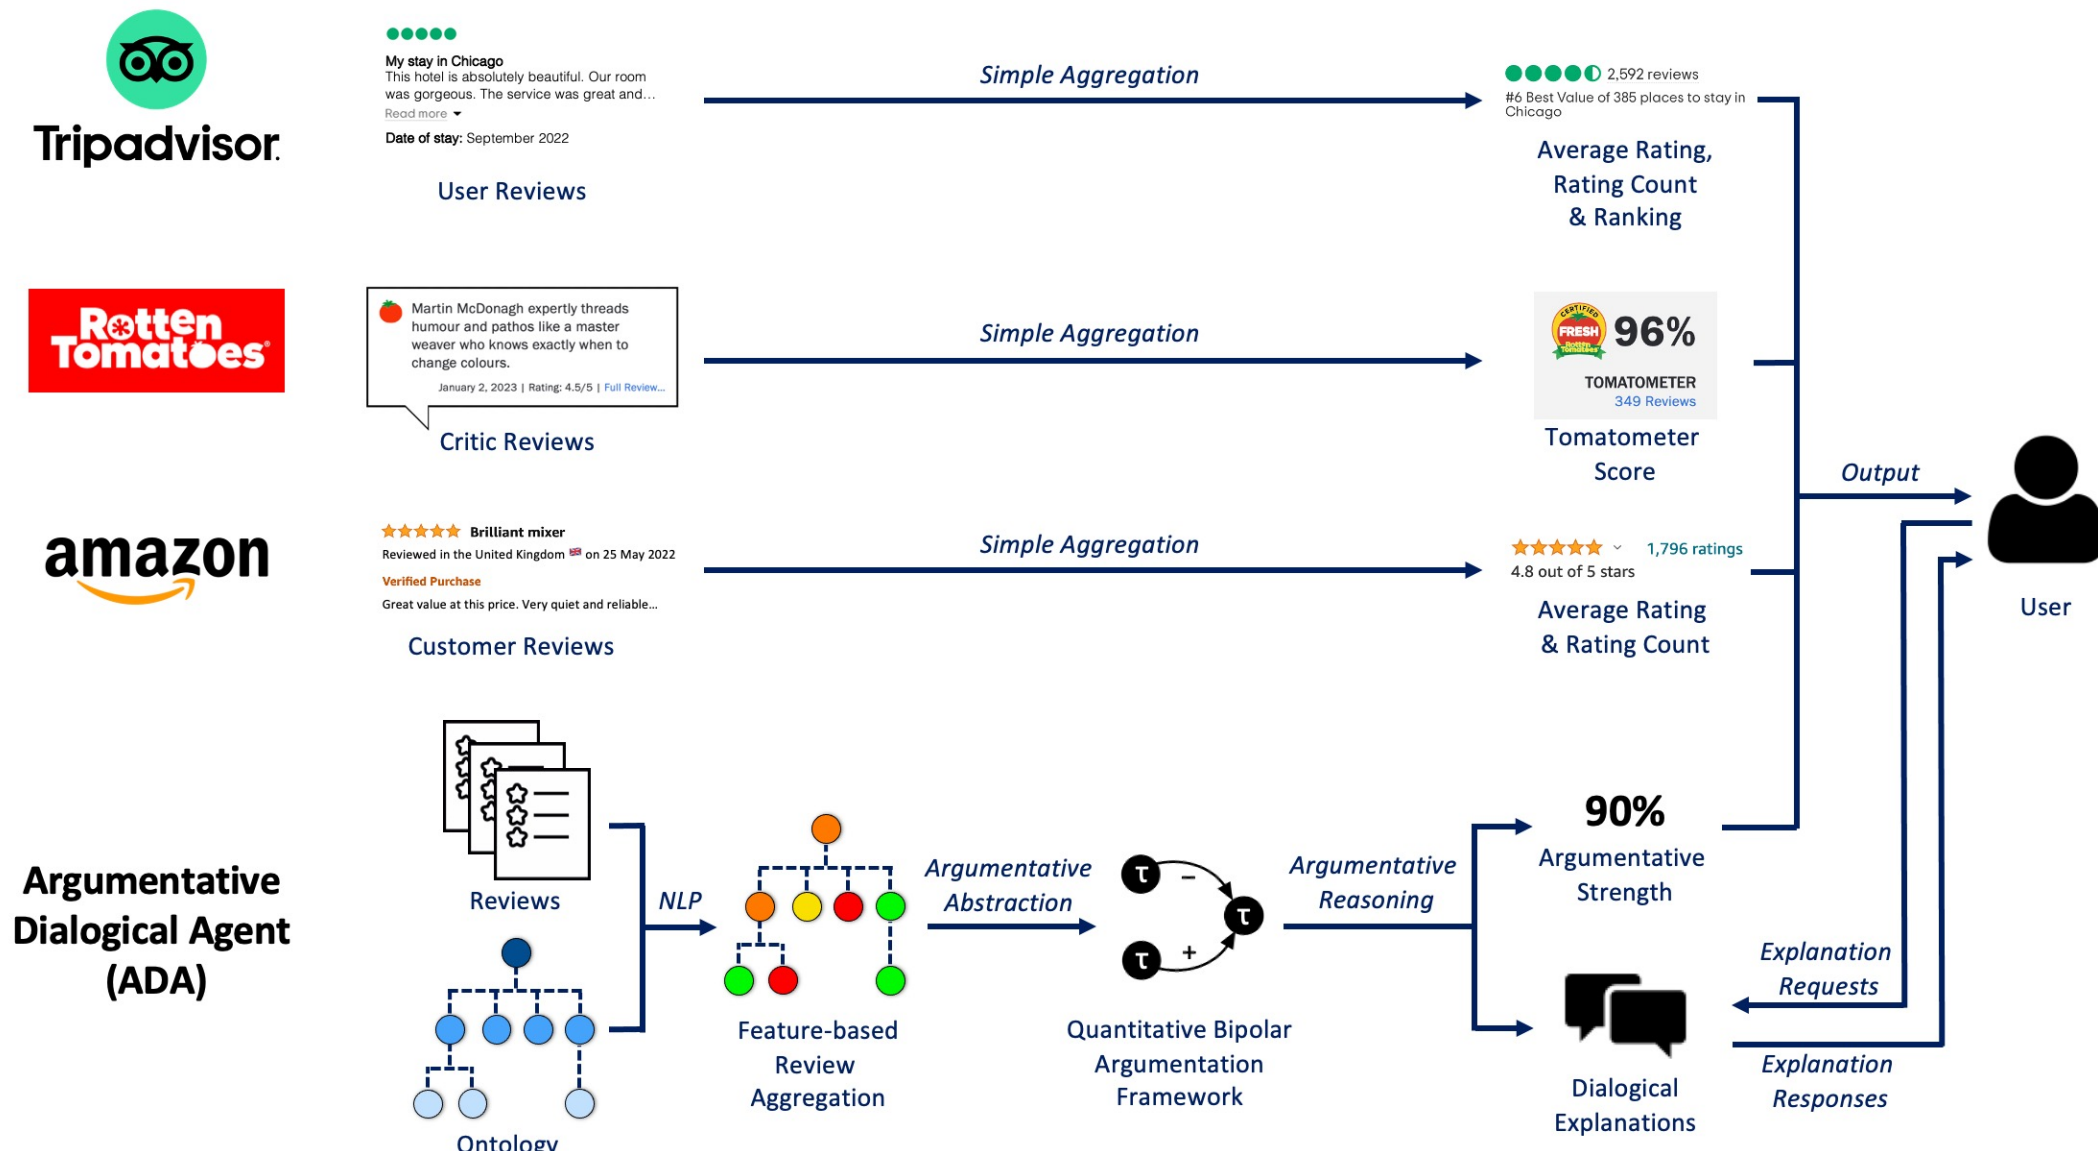 Tripadvisor
My stay in Chicago
This hotel is absolutely beautiful. Our room
was gorgeous. The service was great and...
Read more
Date of stay: September 2022
User Reviews
Simple Aggregation
2,592 reviews
#6 Best Value of 385 places to stay in
Chicago
Average Rating,
Rating Count
& Ranking
Rotten
Tomatoes®
Martin McDonagh expertly threads
humour and pathos like a master
weaver who knows exactly when to
change colours.
January 2, 2023 | Rating: 4.5/5 | Full Review...
Critic Reviews
Simple Aggregation
CERTIFIED
FRESH
Rotten
Tomatoes
96%
TOMATOMETER
349 Reviews
Tomatometer
Score
amazon
Brilliant mixer
Reviewed in the United Kingdom on 25 May 2022
Verified Purchase
Great value at this price. Very quiet and reliable...
Customer Reviews
Simple Aggregation
1,796 ratings
4.8 out of 5 stars
Average Rating
& Rating Count
Output
User
Argumentative
Dialogical Agent
(ADA)
Reviews
Ontology
NLP
Feature-based
Review
Aggregation
Argumentative
Abstraction
τ
−
τ
τ
+
Quantitative Bipolar
Argumentation
Framework
Argumentative
Reasoning
90%
Argumentative
Strength
Dialogical
Explanations
Explanation
Requests
Explanation
Responses